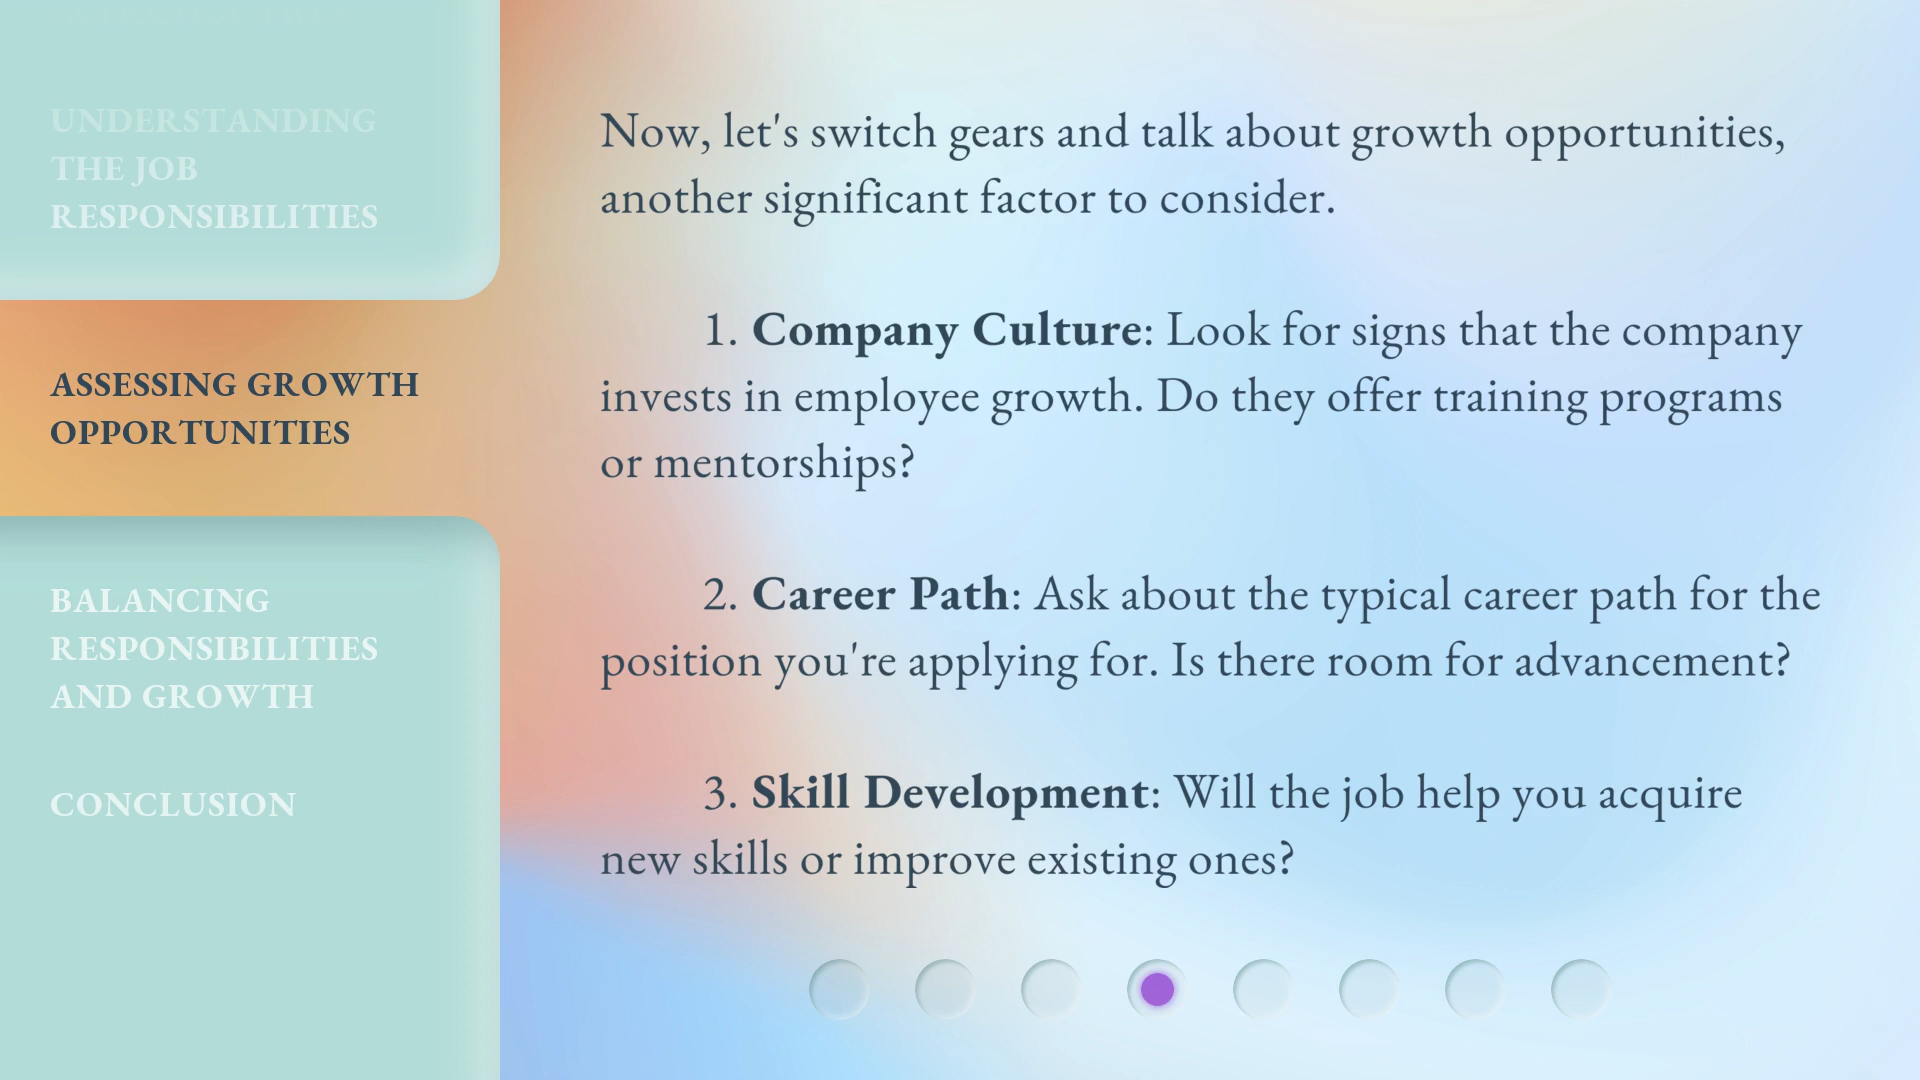 UNDERSTANDING
THE JOB
RESPONSIBILITIES
ASSESSING GROWTH
OPPORTUNITIES
BALANCING
RESPONSIBILITIES
AND GROWTH
CONCLUSION
Now, let's switch gears and talk about growth opportunities,
another significant factor to consider.
1. Company Culture: Look for signs that the company
invests in employee growth. Do they offer training programs
or mentorships?
2. Career Path: Ask about the typical career path for the
position you're applying for. Is there room for advancement?
3. Skill Development: Will the job help you acquire
new skills or improve existing ones?